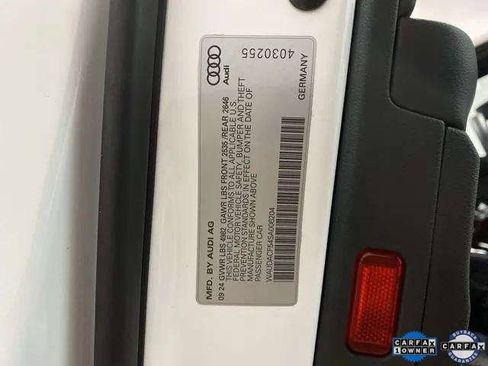 4030255
Audi
GERMANY
MFD. BY AUDI AG
09 24 GVWR LBS 4982 GAWR LBS FRONT 2535 /REAR 2646
THIS VEHICLE CONFORMS TO ALL APPLICABLE U.S.
FEDERAL MOTOR VEHICLE SAFETY, BUMPER AND THEFT
PREVENTION STANDARDS IN EFFECT ON THE DATE OF
MANUFACTURE SHOWN ABOVE
PASSENGER CAR
CARFAX
1 OWNER
BUYBACK
CARFAX
GUARANTEE